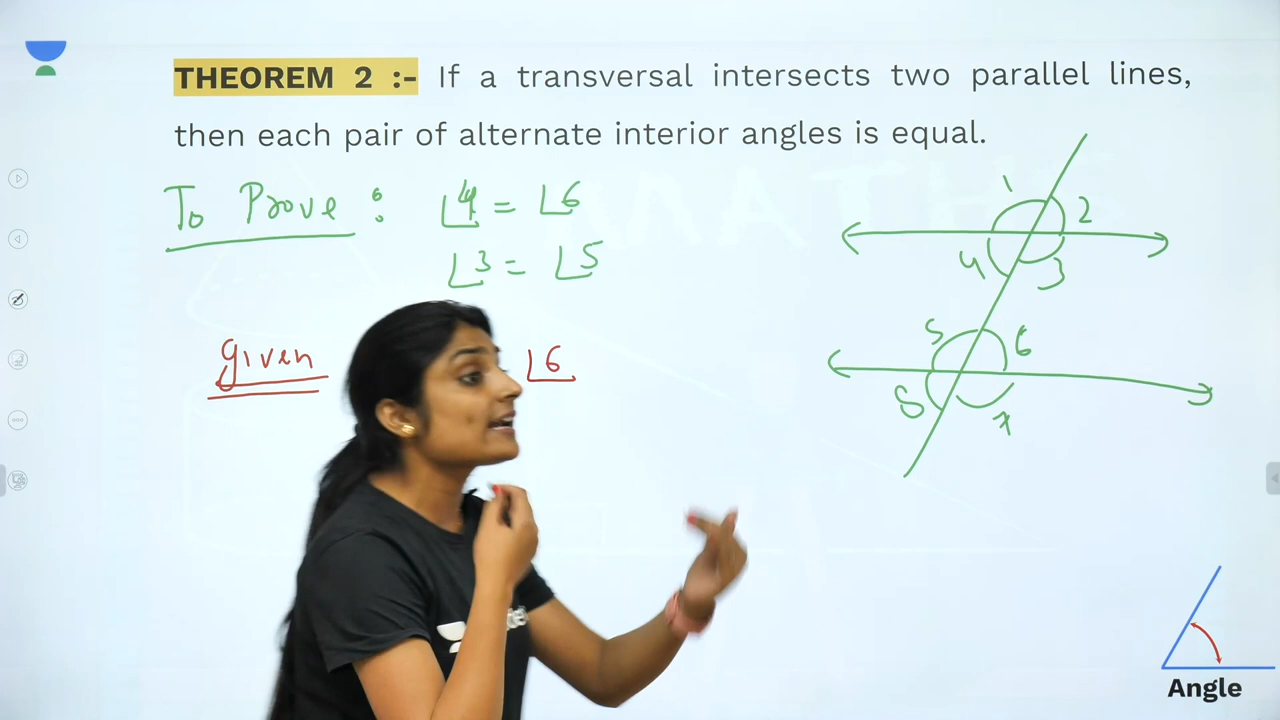 THEOREM 2 :- If a transversal intersects two parallel lines,
then each pair of alternate interior angles is equal.
To Prove : ∠4 = ∠6
∠3 = ∠5
Given
∠6
1
2
4
3
5
6
8
7
Angle